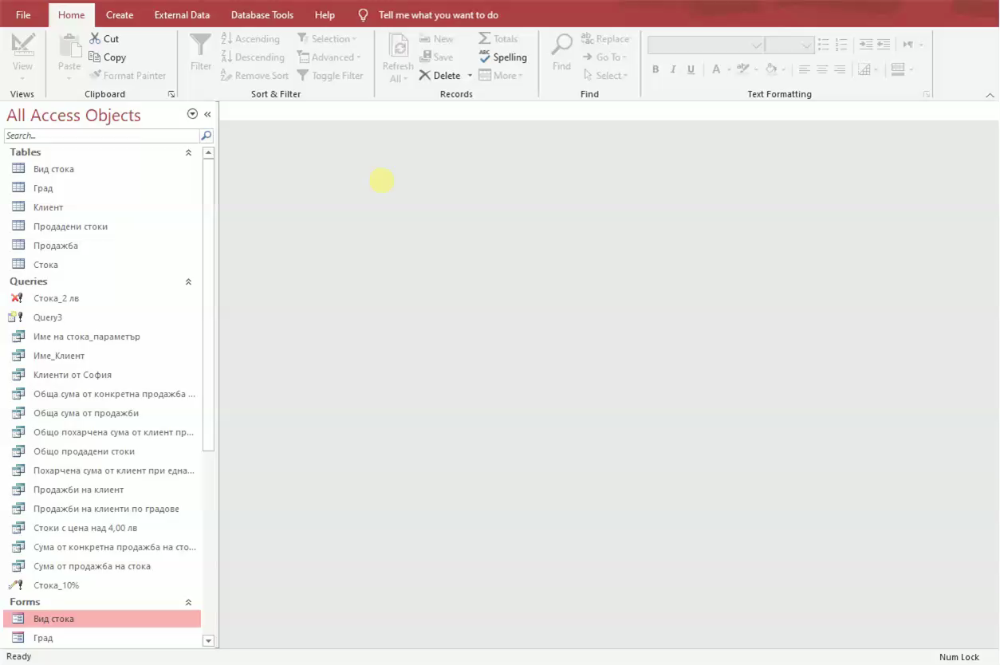 File Home Create External Data Database Tools Help Tell me what you want to do
View
Views
Paste
Cut
Copy
Format Painter
Clipboard
Filter
Ascending
Descending
Remove Sort
Selection
Advanced
Toggle Filter
Sort & Filter
Refresh
All
New
Save
Delete
Totals
Spelling
More
Records
Find
Replace
Go To
Select
Find
B I U A
Text Formatting
All Access Objects
Search...
Tables
Вид стока
Град
Клиент
Продадени стоки
Продажба
Стока
Queries
Стока_2 лв
Query3
Име на стока_параметър
Име_Клиент
Клиенти от София
Обща сума от конкретна продажба ...
Обща сума от продажби
Общо похарчена сума от клиент пр...
Общо продадени стоки
Похарчена сума от клиент при една...
Продажби на клиент
Продажби на клиенти по градове
Стоки с цена над 4,00 лв
Сума от конкретна продажба на сто...
Сума от продажба на стока
Стока_10%
Forms
Вид стока
Град
Ready
Num Lock